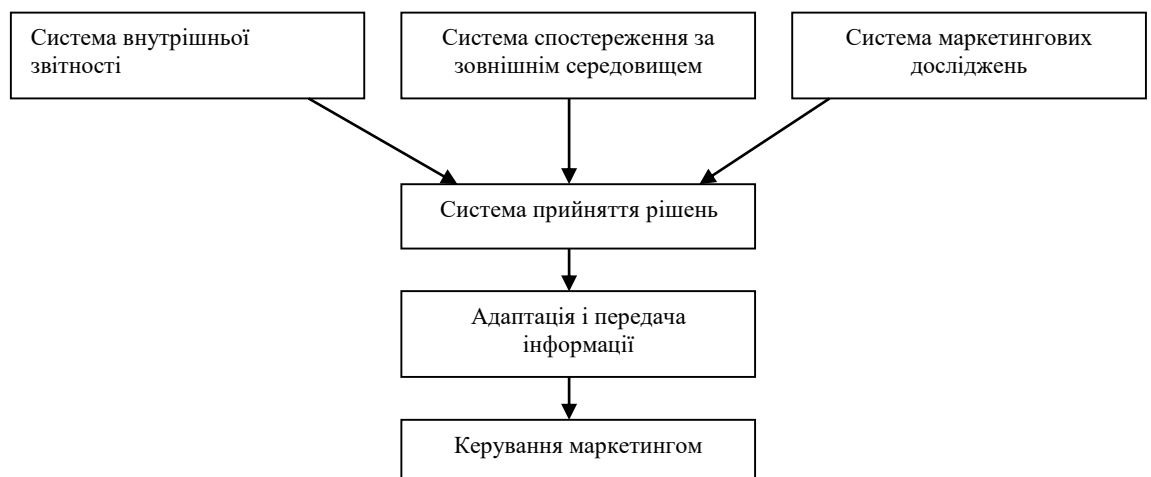 Система внутрішньої
звітності
Система спостереження за
зовнішнім середовищем
Система маркетингових
досліджень
Система прийняття рішень
Адаптація і передача
інформації
Керування маркетингом